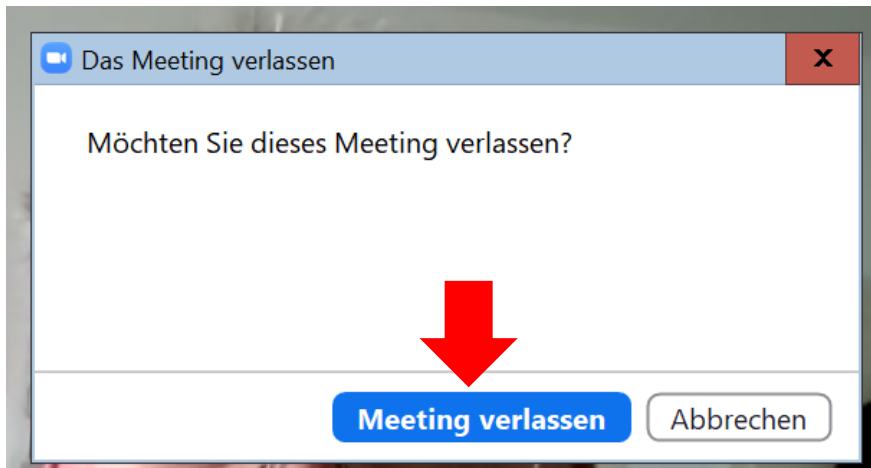 Das Meeting verlassen
Möchten Sie dieses Meeting verlassen?
Meeting verlassen
Abbrechen